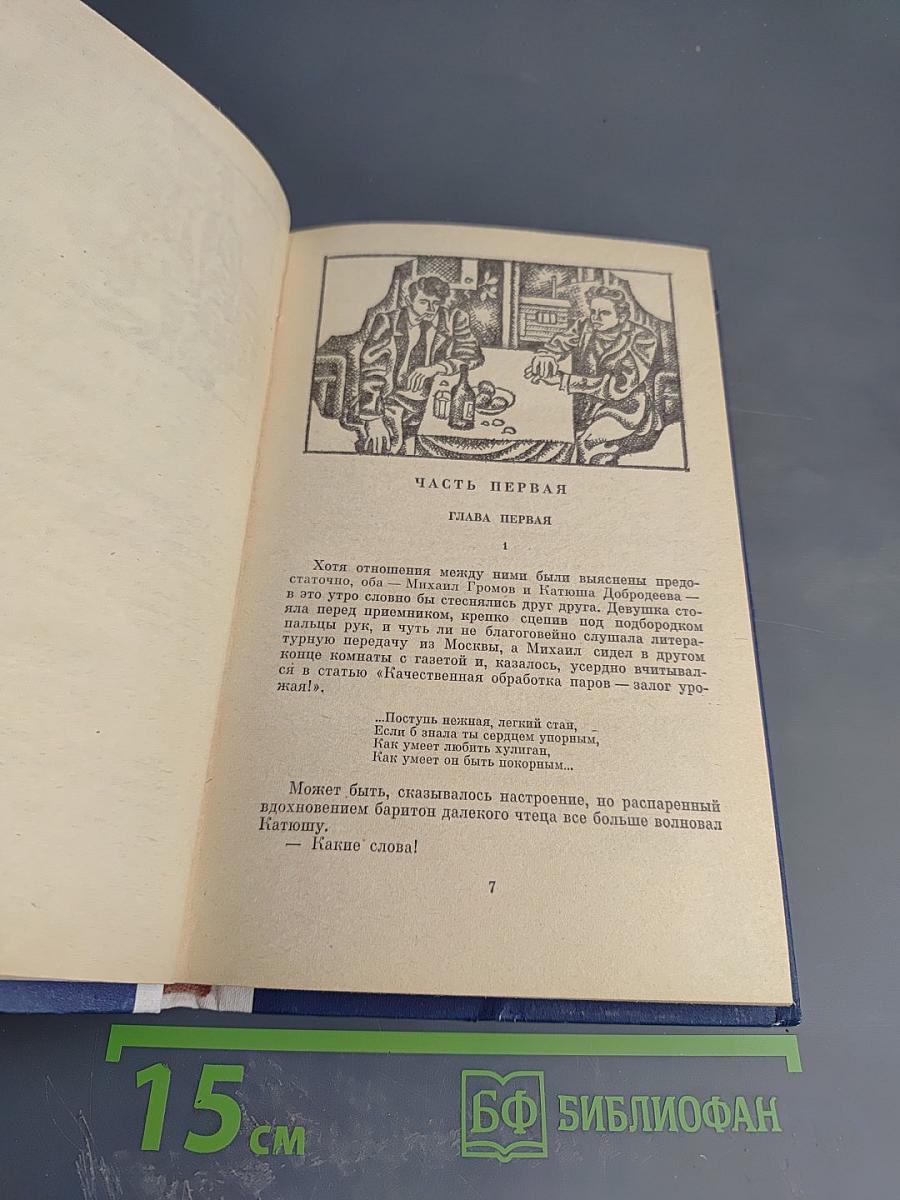 ЧАСТЬ ПЕРВАЯ
ГЛАВА ПЕРВАЯ
1
Хотя отношения между ними были выяснены предо-
статочно, оба — Михаил Громов и Катюша Добродеева —
в это утро словно бы стеснялись друг друга. Девушка сто-
яла перед приемником, крепко сцепив под подбородком
пальцы рук, и чуть ли не благоговейно слушала литера-
турную передачу из Москвы, а Михаил сидел в другом
конце комнаты с газетой и, казалось, усердно вчитывал-
ся в статью «Качественная обработка паров — залог уро-
жая!».
...Поступь нежная, легкий стан,
Если б знала ты сердцем упорным,
Как умеет любить хулиган,
Как умеет он быть покорным...
Может быть, сказывалось настроение, но распаренный
вдохновением баритон далекого чтеца все больше волновал
Катюшу.
— Какие слова!
7
15 см
БФ БИБЛИОФАН